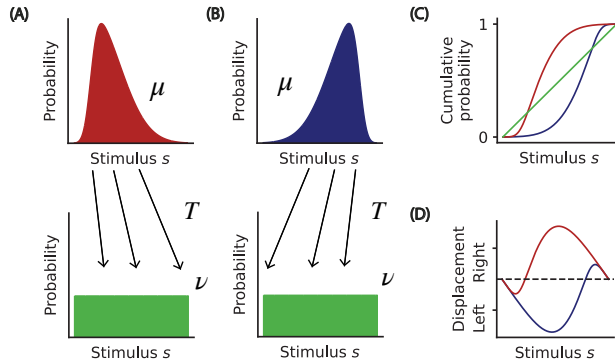 (A)
Probability
μ
Stimulus s
T
Probability
ν
(B)
Probability
μ
Stimulus s
T
Probability
ν
Stimulus s
Stimulus s
(C)
1
0
Cumulative
probability
Stimulus s
(D)
Displacement
Left Right
Stimulus s